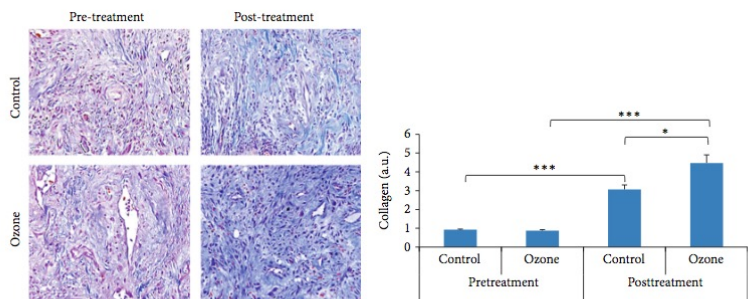 Pre-treatment
Post-treatment
Control
Ozone
Collagen (a.u.)
6
5
4
3
2
1
0
***
***
*
Control
Ozone
Control
Ozone
Pretreatment
Posttreatment